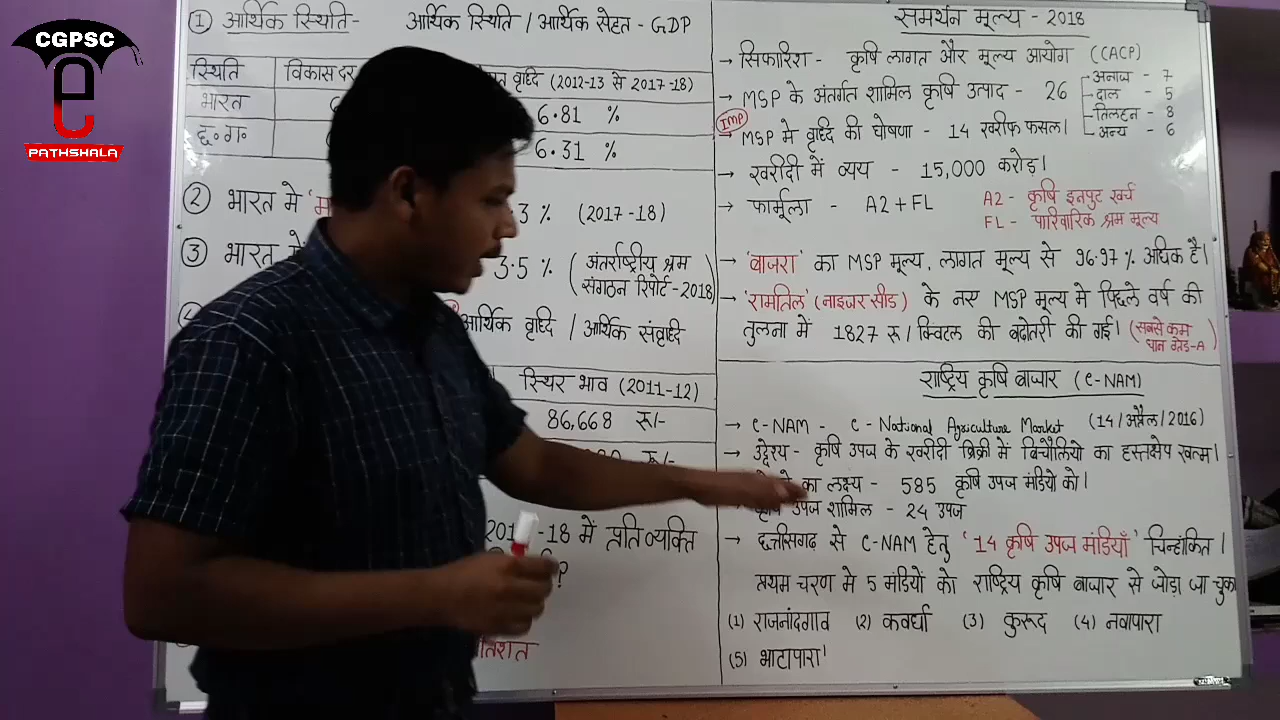 CGPSC
e
PATHSHALA
① आर्थिक स्थिति- आर्थिक स्थिति / आर्थिक सेहत - GDP
स्थिति विकास दर वृध्दि (2012-13 से 2017-18)
भारत 6.81 %
छ.ग. 6.31 %
② भारत में 3 % (2017-18)
③ भारत 3.5 % (अंतर्राष्ट्रीय श्रम
संगठन रिपोर्ट-2018)
आर्थिक वृध्दि / आर्थिक संवृध्दि
स्थिर भाव (2011-12)
86,668 रू/-
रू/-
-18 में प्रति व्यक्ति
?
समर्थन मूल्य - 2018
→ सिफारिश - कृषि लागत और मूल्य आयोग (CACP)
→ MSP के अंतर्गत शामिल कृषि उत्पाद - 26
अनाज - 7
दाल - 5
तिलहन - 8
अन्य - 6
IMP
→ MSP मे वृध्दि की घोषणा - 14 खरीफ फसल।
→ खरीदी में व्यय - 15,000 करोड़।
→ फार्मूला - A2+FL
A2 - कृषि इनपुट खर्च
FL - पारिवारिक श्रम मूल्य
→ 'बाजरा' का MSP मूल्य, लागत मूल्य से 96.97 % अधिक है।
→ 'रामतिल' (नाइजर सीड) के नए MSP मूल्य मे पिछले वर्ष की
तुलना में 1827 रू/क्विंटल की बढोतरी की गई। (सबसे कम
धान ग्रेड-A)
राष्ट्रिय कृषि बाजार (e-NAM)
→ e-NAM - e - National Agriculture Market (14/अप्रैल/2016)
→ उद्देश्य - कृषि उपज के खरीदी बिक्री में बिचौलियो का हस्तक्षेप खत्म।
का लक्ष्य - 585 कृषि उपज मंडियो को।
कृषि उपज शामिल - 24 उपज
→ छत्तीसगढ़ से e-NAM हेतु '14 कृषि उपज मंडियाँ' चिन्हांकित।
प्रथम चरण मे 5 मंडियों को राष्ट्रिय कृषि बाजार से जोड़ा जा चुका
(1) राजनांदगाव (2) कवर्धा (3) कुरूद (4) नवापारा
(5) भाटापारा